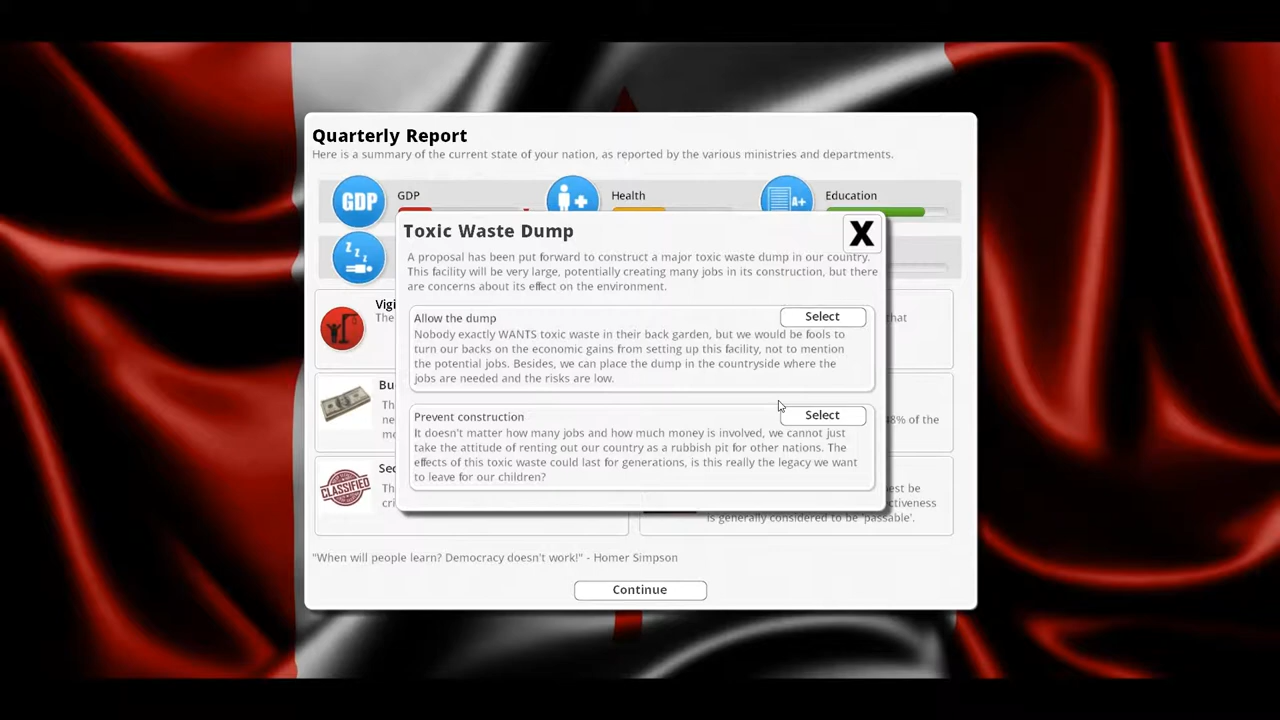 Quarterly Report
Here is a summary of the current state of your nation, as reported by the various ministries and departments.
GDP
GDP
Health
Education
A+
Z Z Z
Toxic Waste Dump
X
A proposal has been put forward to construct a major toxic waste dump in our country.
This facility will be very large, potentially creating many jobs in its construction, but there
are concerns about its effect on the environment.
Allow the dump
Select
Nobody exactly WANTS toxic waste in their back garden, but we would be fools to
turn our backs on the economic gains from setting up this facility, not to mention
the potential jobs. Besides, we can place the dump in the countryside where the
jobs are needed and the risks are low.
Prevent construction
Select
It doesn't matter how many jobs and how much money is involved, we cannot just
take the attitude of renting out our country as a rubbish pit for other nations. The
effects of this toxic waste could last for generations, is this really the legacy we want
to leave for our children?
Vigi
The
that
Bu
Th
ne
mo
48% of the
CLASSIFIED
Sec
Th
cri
est be
ectiveness
is generally considered to be 'passable'.
"When will people learn? Democracy doesn't work!" - Homer Simpson
Continue